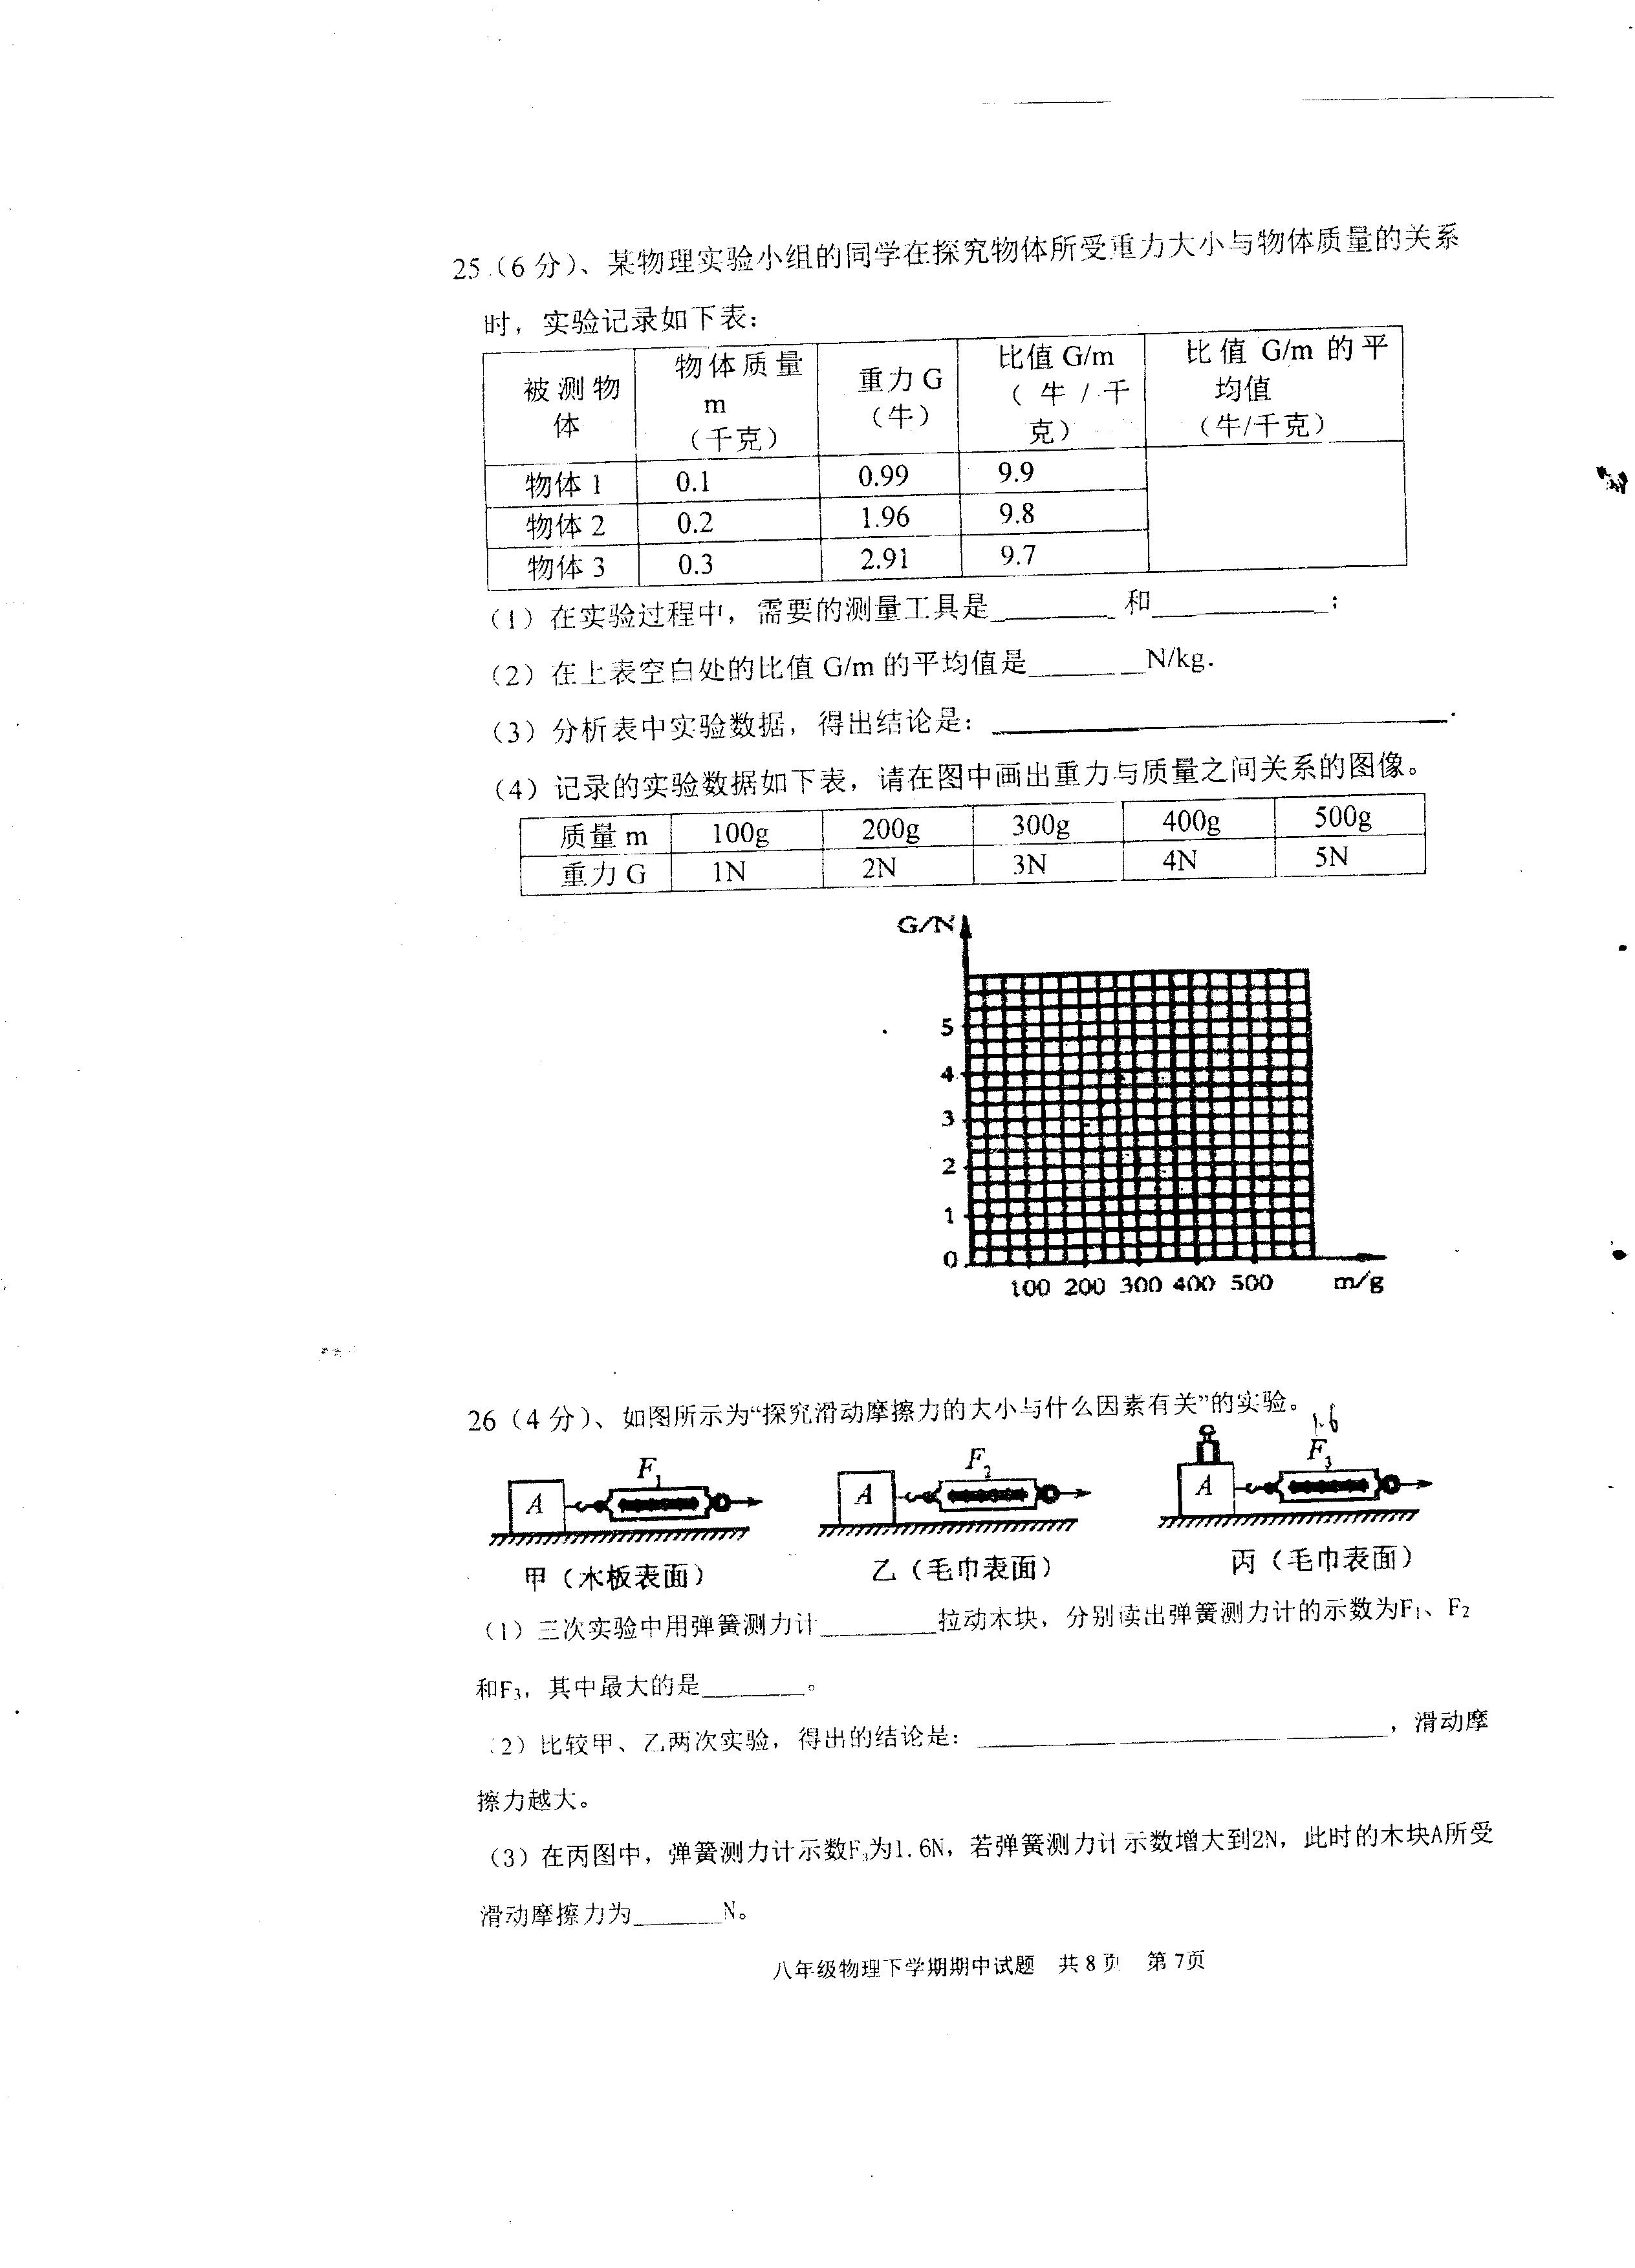 25（6 分）、某物理实验小组的同学在探究物体所受重力大小与物体质量的关系
时，实验记录如下表：
被测物体 物体质量 m（千克） 重力 G（牛） 比值 G/m（牛/千克） 比值 G/m 的平均值（牛/千克）
物体 1 0.1 0.99 9.9
物体 2 0.2 1.96 9.8
物体 3 0.3 2.91 9.7
（1）在实验过程中，需要的测量工具是________ 和____________；
（2）在上表空白处的比值 G/m 的平均值是________N/kg.
（3）分析表中实验数据，得出结论是：______________________________.
（4）记录的实验数据如下表，请在图中画出重力与质量之间关系的图像。
质量 m 100g 200g 300g 400g 500g
重力 G 1N 2N 3N 4N 5N
G/N
5
4
3
2
1
0
100 200 300 400 500 m/g
26（4 分）、如图所示为“探究滑动摩擦力的大小与什么因素有关”的实验。
1.6
F1 F2 F3
A A A
甲（木板表面） 乙（毛巾表面） 丙（毛巾表面）
（1）三次实验中用弹簧测力计________拉动木块，分别读出弹簧测力计的示数为F1、F2
和F3，其中最大的是_______。
（2）比较甲、乙两次实验，得出的结论是：____________________________，滑动摩
擦力越大。
（3）在丙图中，弹簧测力计示数F3为1.6N，若弹簧测力计示数增大到2N，此时的木块A所受
滑动摩擦力为______N。
八年级物理下学期期中试题 共 8 页 第 7页